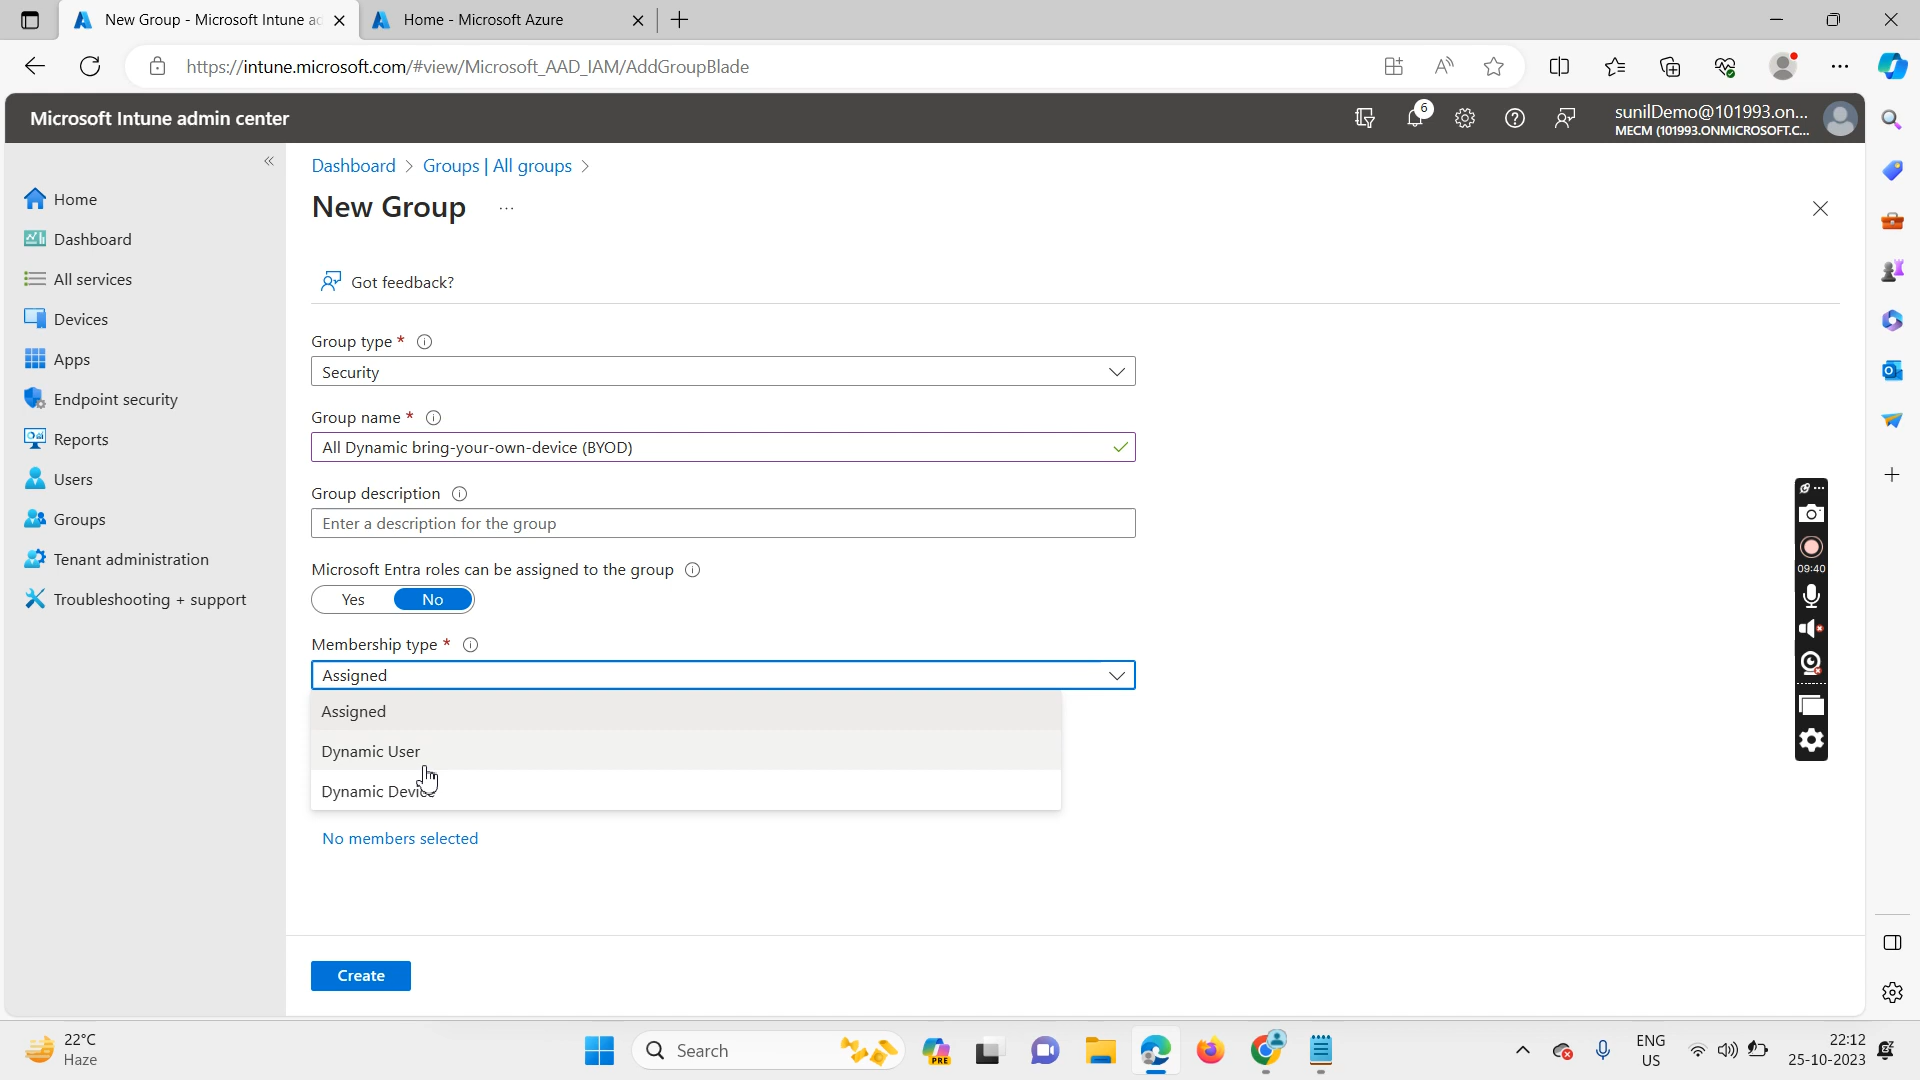 New Group - Microsoft Intune ad
Home - Microsoft Azure
https://intune.microsoft.com/#view/Microsoft_AAD_IAM/AddGroupBlade
Microsoft Intune admin center
6
sunilDemo@101993.on...
MECM (101993.ONMICROSOFT.C...
Home
Dashboard
All services
Devices
Apps
Endpoint security
Reports
Users
Groups
Tenant administration
Troubleshooting + support
Dashboard > Groups | All groups >
New Group ...
Got feedback?
Group type *
Security
Group name *
All Dynamic bring-your-own-device (BYOD)
Group description
Enter a description for the group
Microsoft Entra roles can be assigned to the group
Yes No
Membership type *
Assigned
Assigned
Dynamic User
Dynamic Device
No members selected
Create
09:40
22°C
Haze
Search
PRE
ENG
US
22:12
25-10-2023